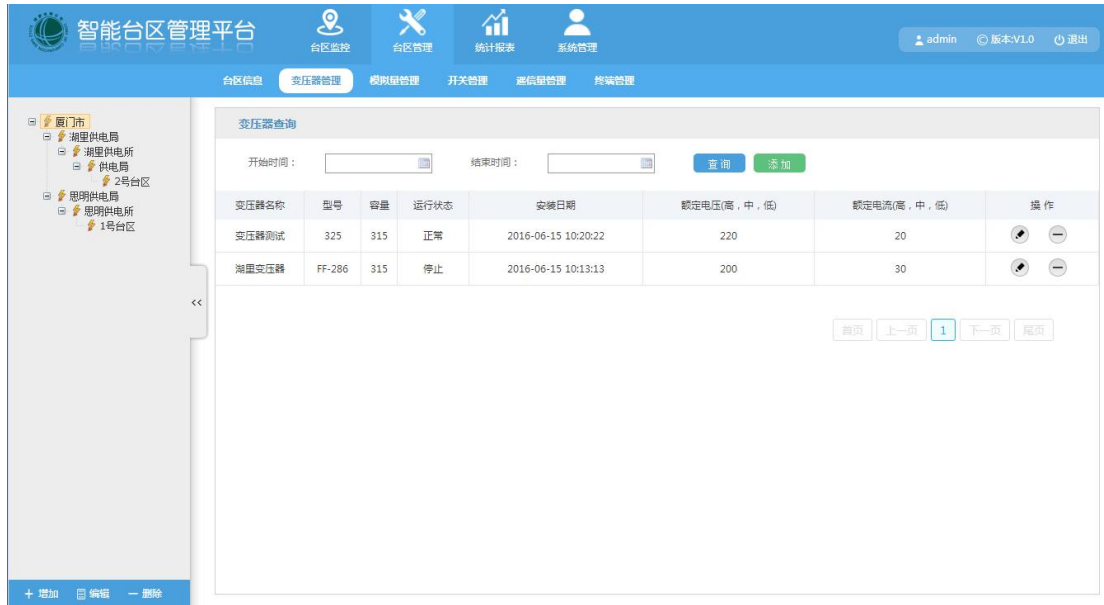 智能台区管理平台
台区监控 台区管理 统计报表 系统管理
admin ©版本:V1.0 退出
台区信息 变压器管理 模拟量管理 开关管理 遥信量管理 终端管理
厦门市
湖里供电局
湖里供电所
供电局
2号台区
思明供电局
思明供电所
1号台区
变压器查询
开始时间: 结束时间: 查询 添加
变压器名称 型号 容量 运行状态 安装日期 额定电压(高,中,低) 额定电流(高,中,低) 操作
变压器测试 325 315 正常 2016-06-15 10:20:22 220 20
湖里变压器 FF-286 315 停止 2016-06-15 10:13:13 200 30
<<
首页 上一页 1 下一页 尾页
增加 编辑 删除